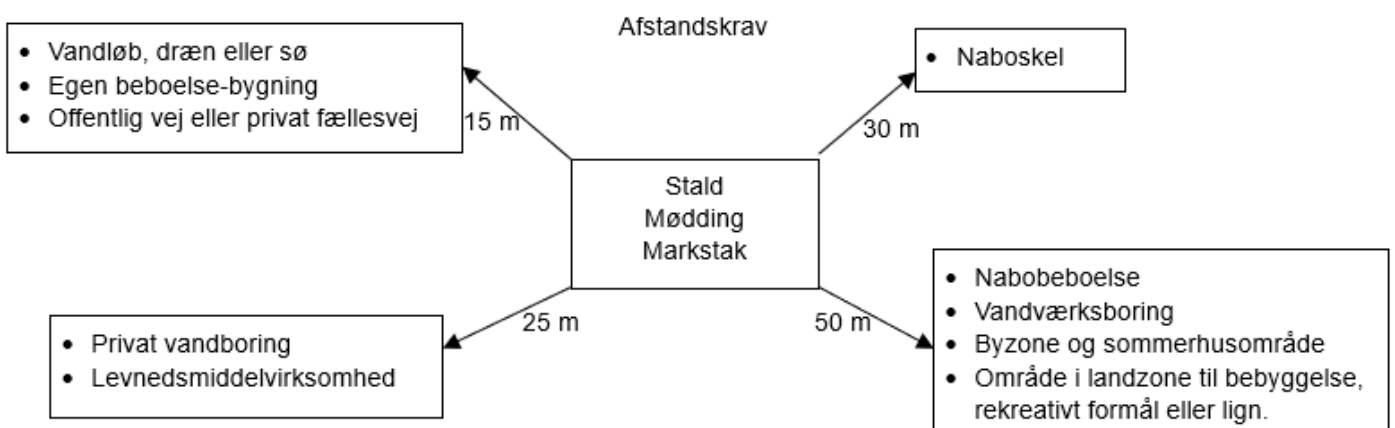 Afstandskrav
• Vandløb, dræn eller sø
• Egen beboelse-bygning
• Offentlig vej eller privat fællesvej
15 m
• Naboskel
30 m
Stald
Mødding
Markstak
• Privat vandboring
• Levnedsmiddelvirksomhed
25 m
50 m
• Nabobeboelse
• Vandværksboring
• Byzone og sommerhusområde
• Område i landzone til bebyggelse,
rekreativt formål eller lign.